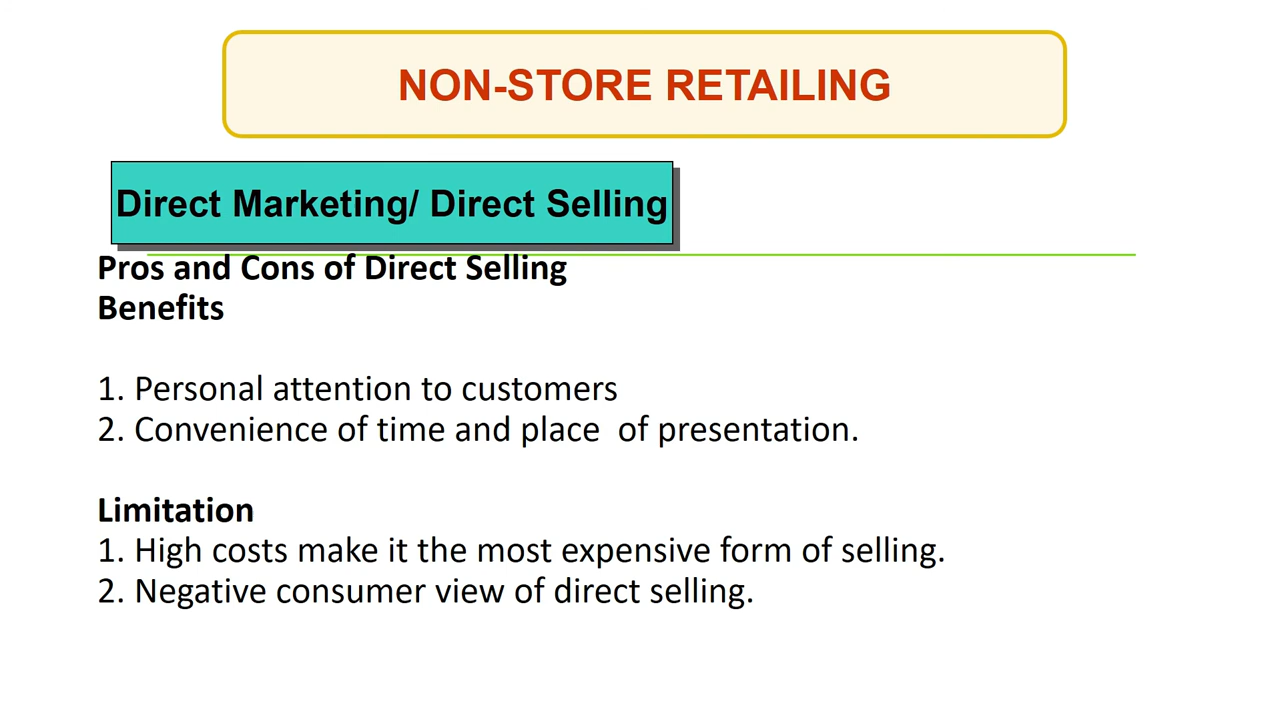 NON-STORE RETAILING
Direct Marketing/ Direct Selling
Pros and Cons of Direct Selling
Benefits
1. Personal attention to customers
2. Convenience of time and place  of presentation.
Limitation
1. High costs make it the most expensive form of selling.
2. Negative consumer view of direct selling.